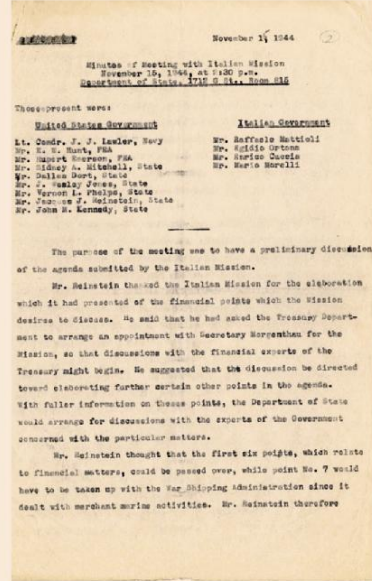 November 16, 1944
Minutes of Meeting with Italian Mission
November 15, 1944, at 2:30 p.m.
Department of State, 1712 G St., Room 215
Those present were:
United States Government
Lt. Comdr. J. J. Lawler, Navy
Mr. E. M. Hunt, FEA
Mr. Rupert Emerson, FEA
Mr. Sidney A. Mitchell, State
Mr. Dallas Dort, State
Mr. J. Wesley Jones, State
Mr. Vernon L. Phelps, State
Mr. Jacques J. Reinstein, State
Mr. John M. Kennedy, State
Italian Government
Mr. Raffaele Mattioli
Mr. Egidio Ortona
Mr. Enrico Cuccia
Mr. Mario Morelli
The purpose of the meeting was to have a preliminary discussion
of the agenda submitted by the Italian Mission.
Mr. Reinstein thanked the Italian Mission for the elaboration
which it had presented of the financial points which the Mission
desires to discuss. He said that he had asked the Treasury Depart-
ment to arrange an appointment with Secretary Morgenthau for the
Mission, so that discussions with the financial experts of the
Treasury might begin. He suggested that the discussion be directed
toward elaborating further certain other points in the agenda.
With fuller information on theses points, the Department of State
would arrange for discussions with the experts of the Government
concerned with the particular matters.
Mr. Reinstein thought that the first six points, which relate
to financial matters, could be passed over, while point No. 7 would
have to be taken up with the War Shipping Administration since it
dealt with merchant marine activities. Mr. Reinstein therefore